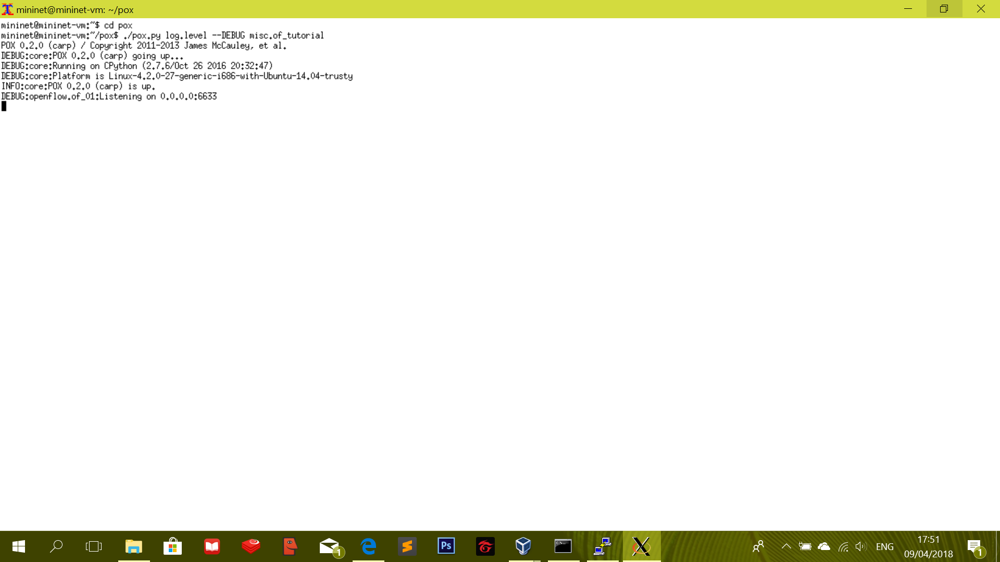 mininet@mininet-vm: ~/pox
mininet@mininet-vm:~$ cd pox
mininet@mininet-vm:~/pox$ ./pox.py log.level --DEBUG misc.of_tutorial
POX 0.2.0 (carp) / Copyright 2011-2013 James McCauley, et al.
DEBUG:core:POX 0.2.0 (carp) going up...
DEBUG:core:Running on CPython (2.7.6/Oct 26 2016 20:32:47)
DEBUG:core:Platform is Linux-4.2.0-27-generic-i686-with-Ubuntu-14.04-trusty
INFO:core:POX 0.2.0 (carp) is up.
DEBUG:openflow.of_01:Listening on 0.0.0.0:6633
1
Ps
ENG
17:51
09/04/2018
1